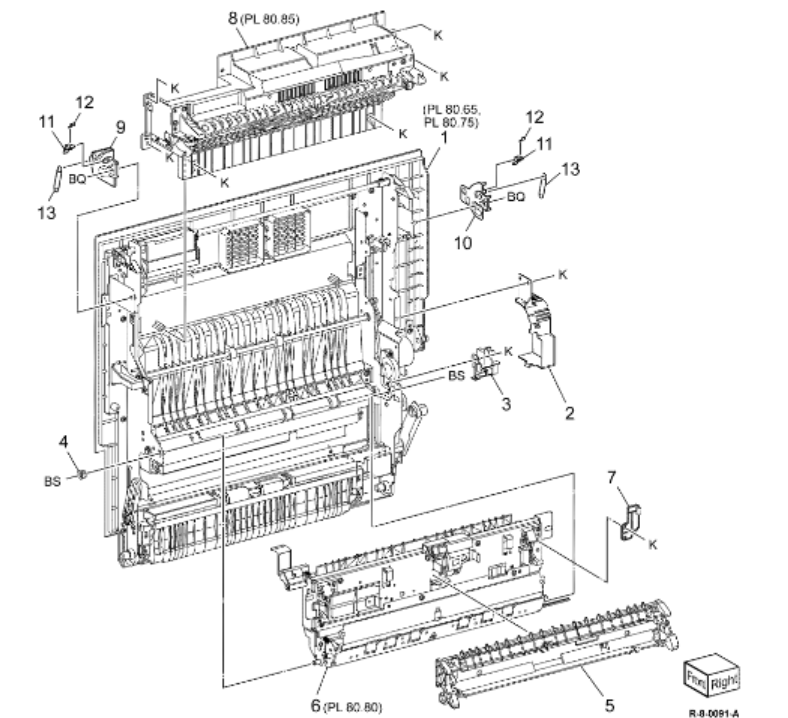 8 (PL 80.85)
K
K
K
12
11
9
(PL 80.65,
PL 80.75)
1
K
12
11
K
BQ
K
13
13
BQ
10
K
K
3
2
BS
4
BS
7
K
6 (PL 80.80)
5
Front
Right
R-8-0091-A